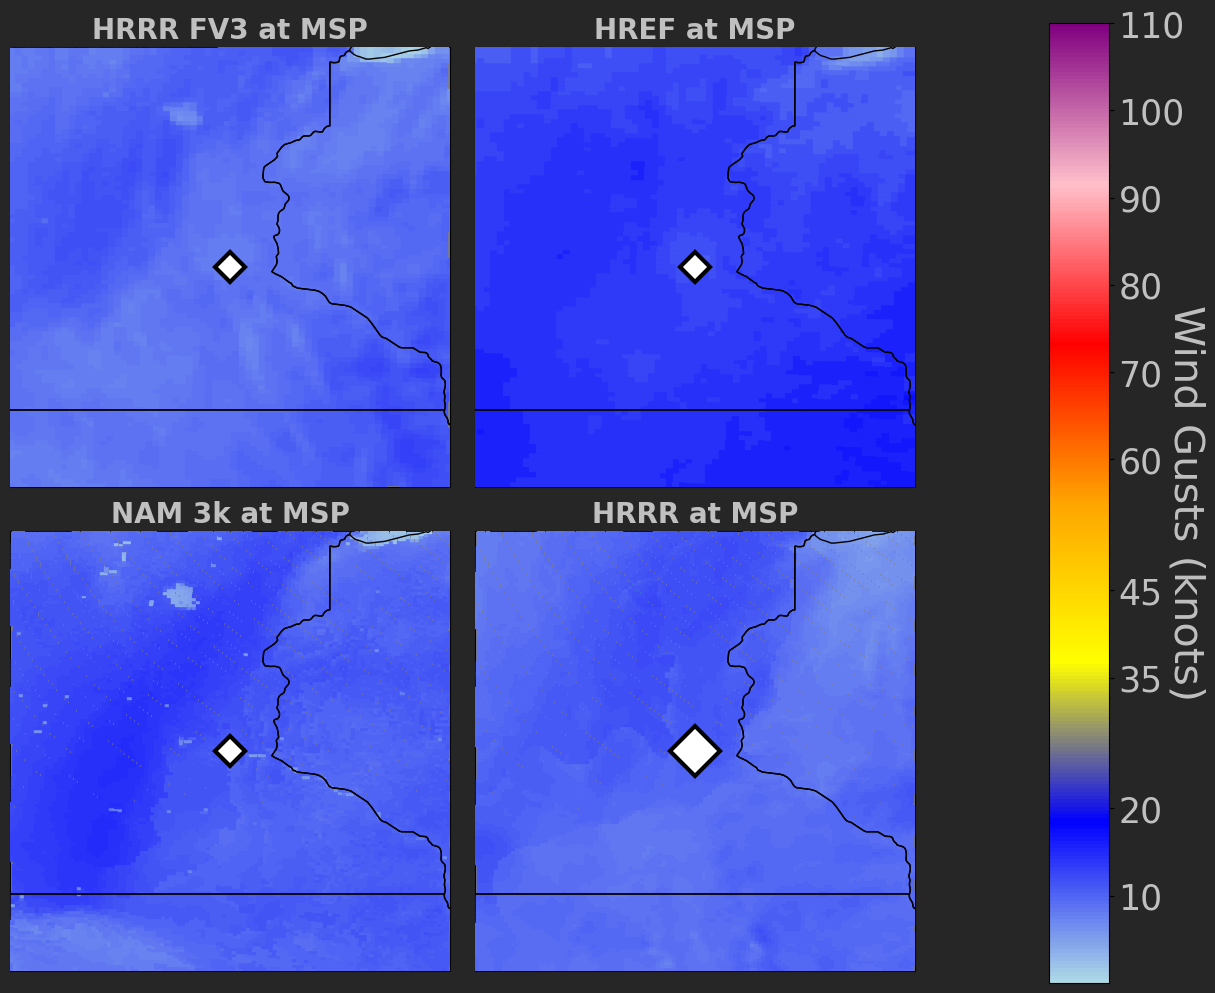 HRRR FV3 at MSP
HREF at MSP
NAM 3k at MSP
HRRR at MSP
110
100
90
80
70
60
45
35
20
10
Wind Gusts (knots)